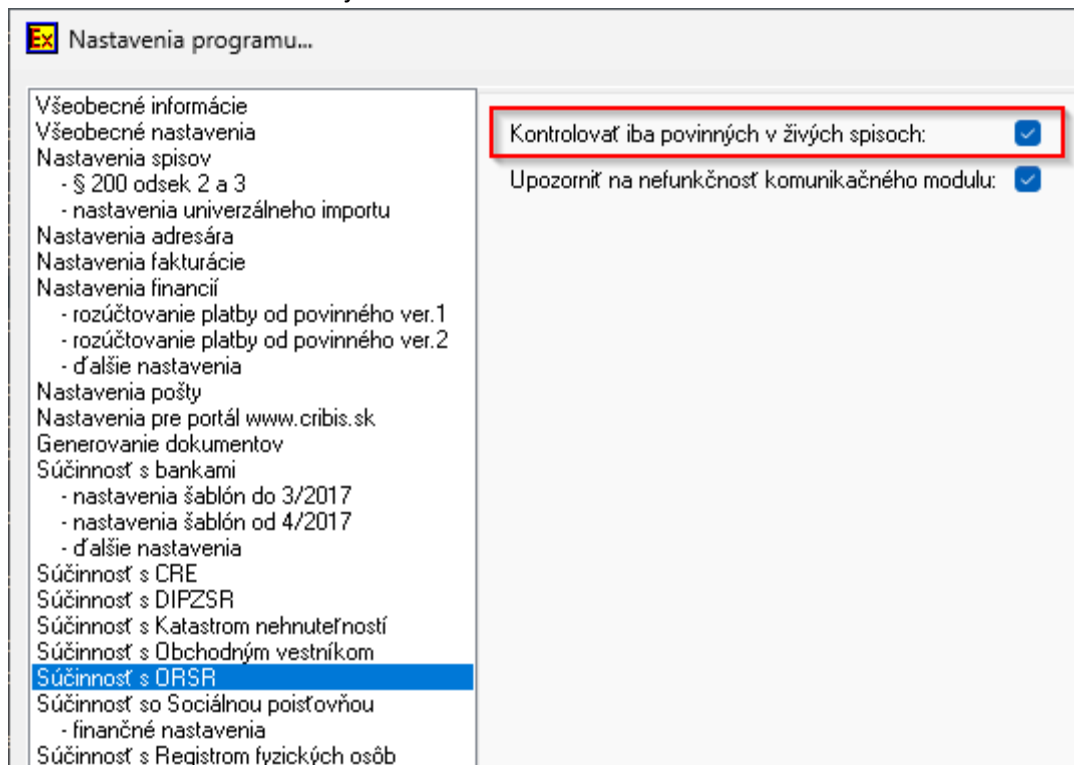 Ex Nastavenia programu...
Všeobecné informácie
Všeobecné nastavenia
Nastavenia spisov
- § 200 odsek 2 a 3
- nastavenia univerzálneho importu
Nastavenia adresára
Nastavenia fakturácie
Nastavenia financií
- rozúčtovanie platby od povinného ver.1
- rozúčtovanie platby od povinného ver.2
- ďalšie nastavenia
Nastavenia pošty
Nastavenia pre portál www.cribis.sk
Generovanie dokumentov
Súčinnosť s bankami
- nastavenia šablón do 3/2017
- nastavenia šablón od 4/2017
- ďalšie nastavenia
Súčinnosť s CRE
Súčinnosť s DIPZSR
Súčinnosť s Katastrom nehnuteľností
Súčinnosť s Obchodným vestníkom
Súčinnosť s ORSR
Súčinnosť so Sociálnou poisťovňou
- finančné nastavenia
Súčinnosť s Registrom fyzických osôb
Kontrolovať iba povinných v živých spisoch:
Upozorniť na nefunkčnosť komunikačného modulu: